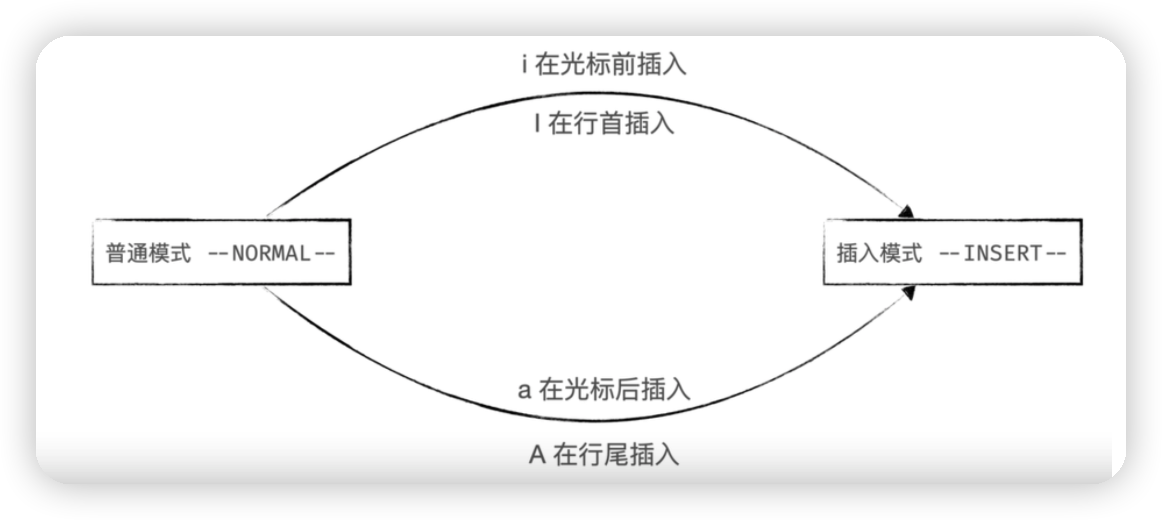 i 在光标前插入
I 在行首插入
普通模式 --NORMAL--
插入模式 --INSERT--
a 在光标后插入
A 在行尾插入